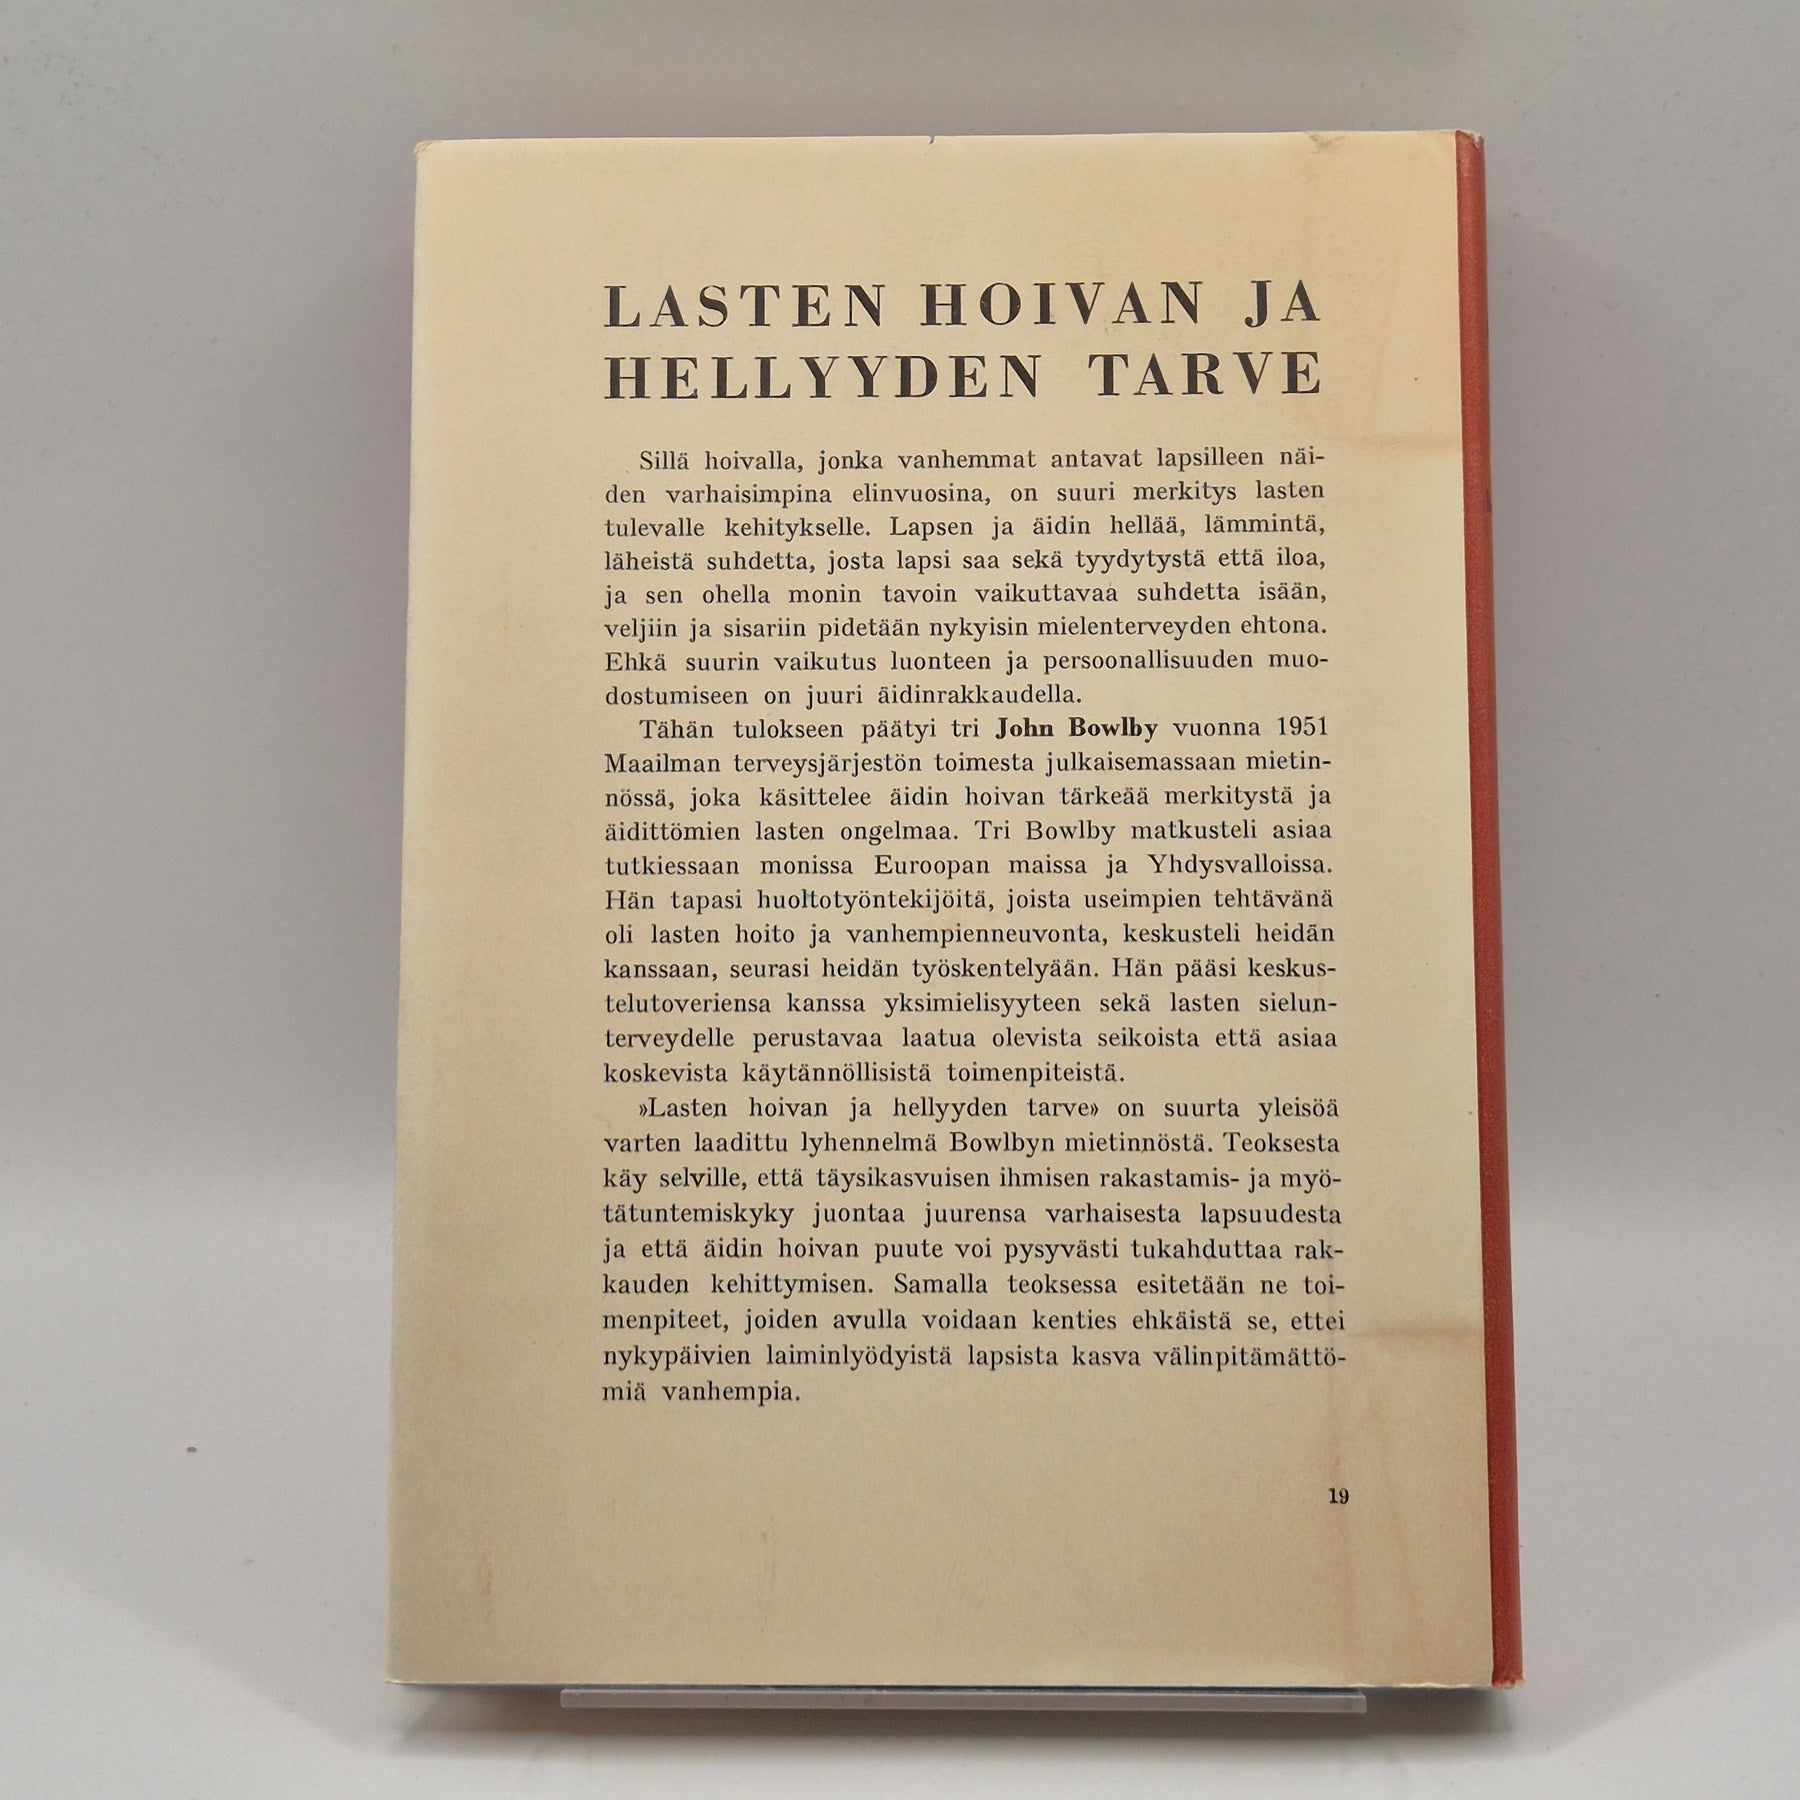 LASTEN HOIVAN JA
HELLYYDEN TARVE
Sillä hoivalla, jonka vanhemmat antavat lapsilleen näi-
den varhaisimpina elinvuosina, on suuri merkitys lasten
tulevalle kehitykselle. Lapsen ja äidin hellää, lämmintä,
läheistä suhdetta, josta lapsi saa sekä tyydytystä että iloa,
ja sen ohella monin tavoin vaikuttavaa suhdetta isään,
veljiin ja sisariin pidetään nykyisin mielenterveyden ehtona.
Ehkä suurin vaikutus luonteen ja persoonallisuuden muo-
dostumiseen on juuri äidinrakkaudella.
Tähän tulokseen päätyi tri John Bowlby vuonna 1951
Maailman terveysjärjestön toimesta julkaisemassaan mietin-
nössä, joka käsittelee äidin hoivan tärkeää merkitystä ja
äidittömien lasten ongelmaa. Tri Bowlby matkusteli asiaa
tutkiessaan monissa Euroopan maissa ja Yhdysvalloissa.
Hän tapasi huoltotyöntekijöitä, joista useimpien tehtävänä
oli lasten hoito ja vanhempienneuvonta, keskusteli heidän
kanssaan, seurasi heidän työskentelyään. Hän pääsi keskus-
telutoveriensa kanssa yksimielisyyteen sekä lasten sielun-
terveydelle perustavaa laatua olevista seikoista että asiaa
koskevista käytännöllisistä toimenpiteistä.
»Lasten hoivan ja hellyyden tarve» on suurta yleisöä
varten laadittu lyhennelmä Bowlbyn mietinnöstä. Teoksesta
käy selville, että täysikasvuisen ihmisen rakastamis- ja myö-
tätuntemiskyky juontaa juurensa varhaisesta lapsuudesta
ja että äidin hoivan puute voi pysyvästi tukahduttaa rak-
kauden kehittymisen. Samalla teoksessa esitetään ne toi-
menpiteet, joiden avulla voidaan kenties ehkäistä se, ettei
nykypäivien laiminlyödyistä lapsista kasva välinpitämättö-
miä vanhempia.
19